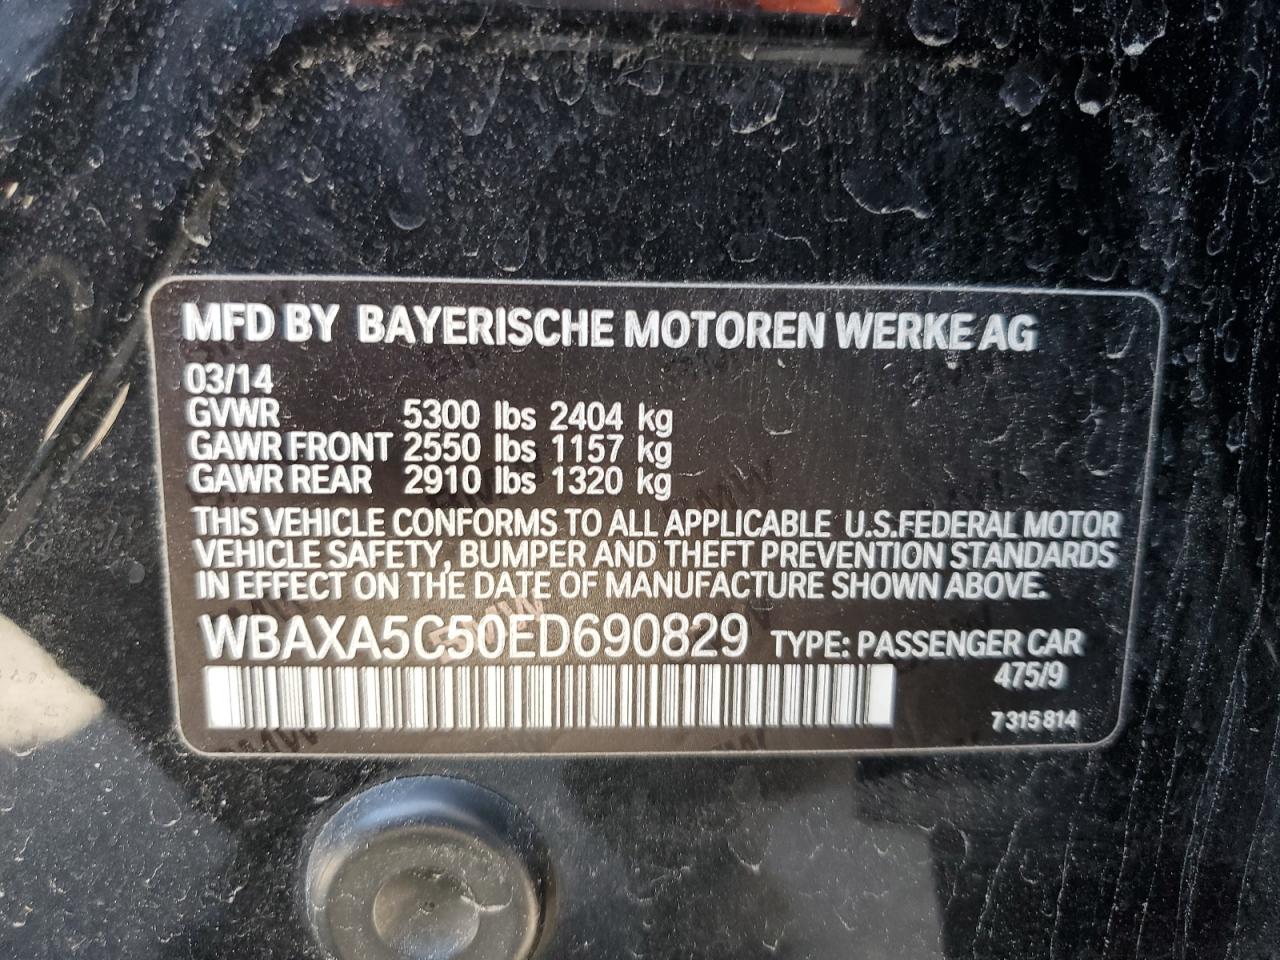 MFD BY BAYERISCHE MOTOREN WERKE AG
03/14
GVWR 5300 lbs 2404 kg
GAWR FRONT 2550 lbs 1157 kg
GAWR REAR 2910 lbs 1320 kg
THIS VEHICLE CONFORMS TO ALL APPLICABLE U.S.FEDERAL MOTOR
VEHICLE SAFETY, BUMPER AND THEFT PREVENTION STANDARDS
IN EFFECT ON THE DATE OF MANUFACTURE SHOWN ABOVE.
WBAXA5C50ED690829 TYPE: PASSENGER CAR
475/9
7 315 814